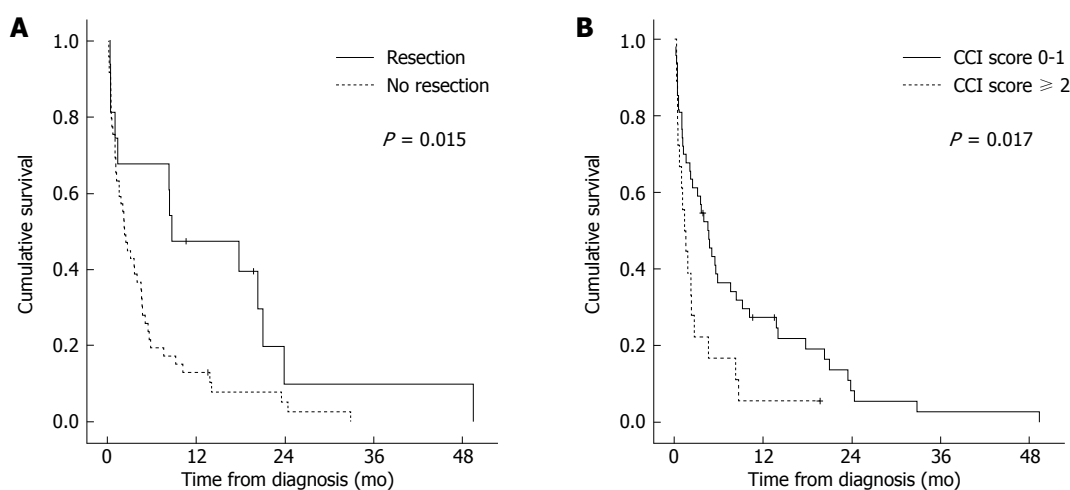 A
1.0
0.8
0.6
0.4
0.2
0.0
Cumulative survival
Resection
No resection
P = 0.015
0 12 24 36 48
Time from diagnosis (mo)
B
1.0
0.8
0.6
0.4
0.2
0.0
Cumulative survival
CCI score 0-1
CCI score ⩾ 2
P = 0.017
0 12 24 36 48
Time from diagnosis (mo)